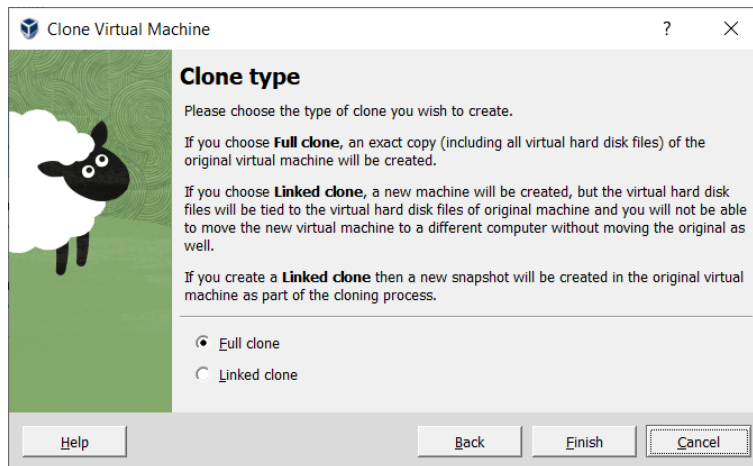 Clone Virtual Machine
?
Clone type
Please choose the type of clone you wish to create.
If you choose Full clone, an exact copy (including all virtual hard disk files) of the
original virtual machine will be created.
If you choose Linked clone, a new machine will be created, but the virtual hard disk
files will be tied to the virtual hard disk files of original machine and you will not be able
to move the new virtual machine to a different computer without moving the original as
well.
If you create a Linked clone then a new snapshot will be created in the original virtual
machine as part of the cloning process.
Full clone
Linked clone
Help
Back
Finish
Cancel